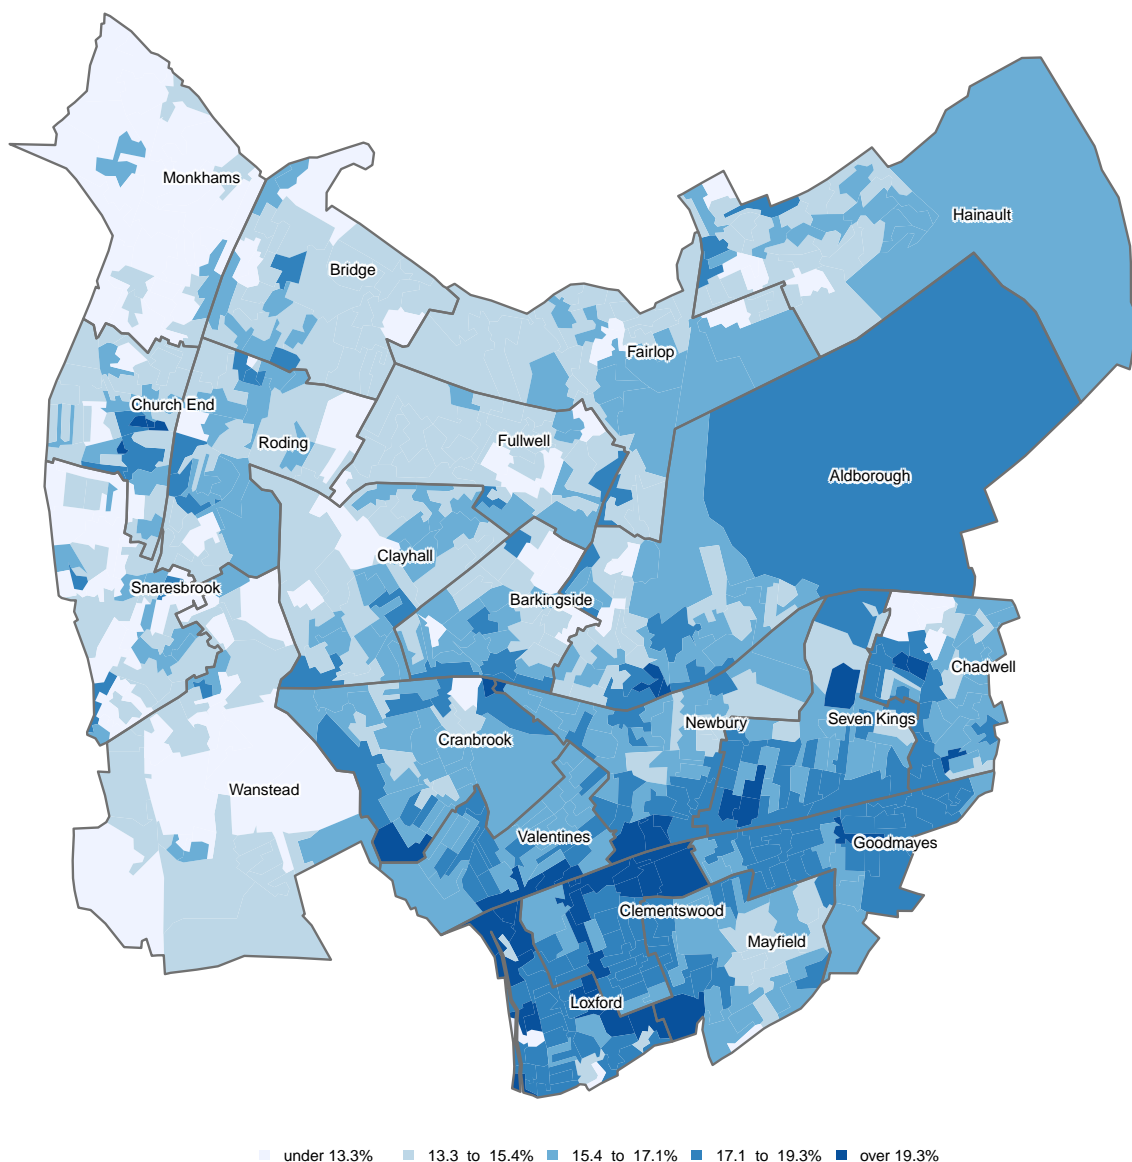 Monkhams
Hainault
Bridge
Fairlop
Church End
Roding
Fullwell
Aldborough
Clayhall
Snaresbrook
Barkingside
Chadwell
Newbury
Seven Kings
Cranbrook
Wanstead
Valentines
Goodmayes
Clementswood
Mayfield
Loxford
under 13.3% 13.3 to 15.4% 15.4 to 17.1% 17.1 to 19.3% over 19.3%